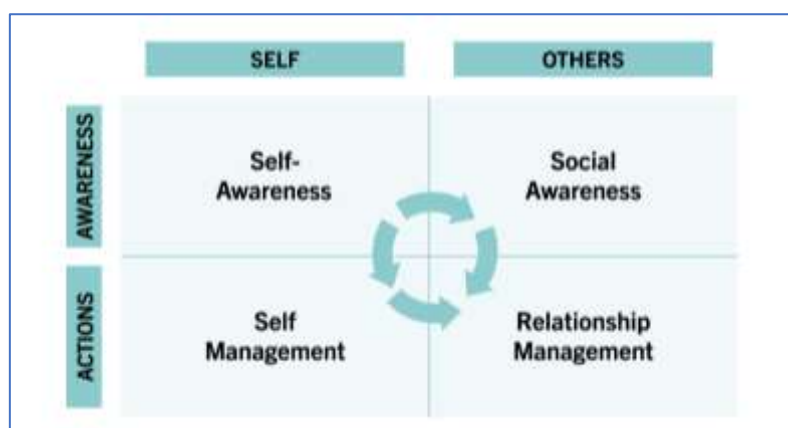 SELF
OTHERS
AWARENESS
Self-
Awareness
Social
Awareness
ACTIONS
Self
Management
Relationship
Management